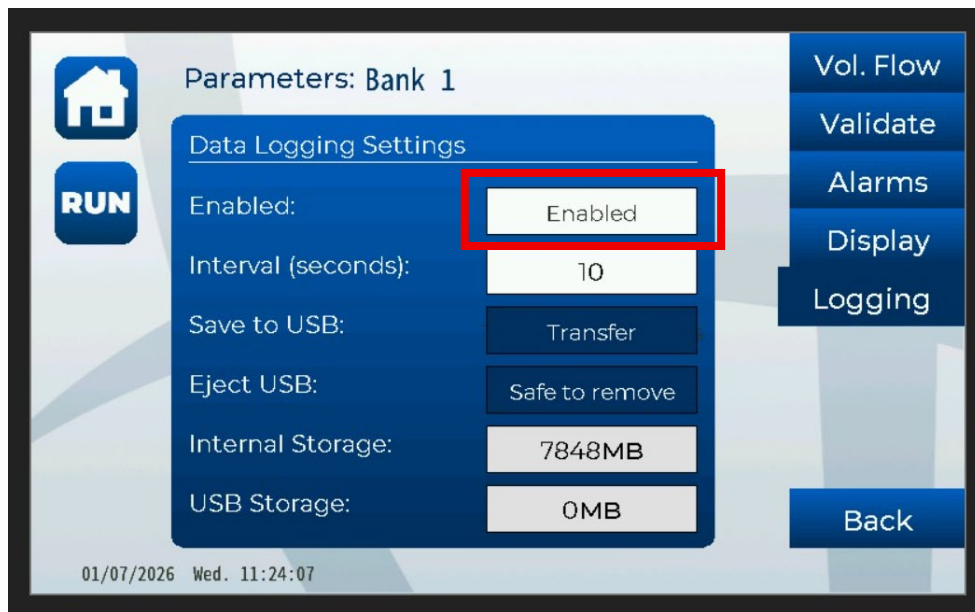 Parameters: Bank 1
RUN
Data Logging Settings
Enabled: Enabled
Interval (seconds): 10
Save to USB: Transfer
Eject USB: Safe to remove
Internal Storage: 7848MB
USB Storage: 0MB
Vol. Flow
Validate
Alarms
Display
Logging
Back
01/07/2026 Wed. 11:24:07